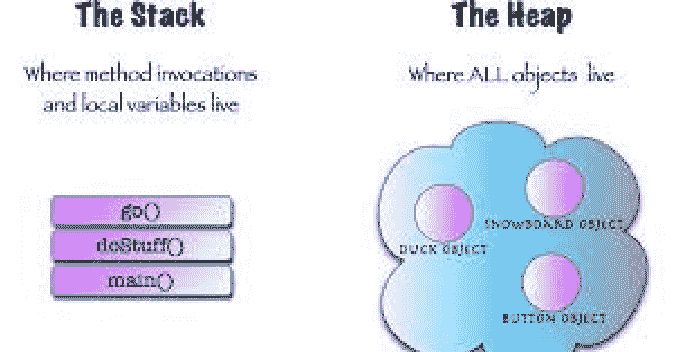 The Stack
Where method invocations
and local variables live
go()
doStuff()
main()
The Heap
Where ALL objects live
SNOWBOARD OBJECT
DUCK OBJECT
BUTTON OBJECT